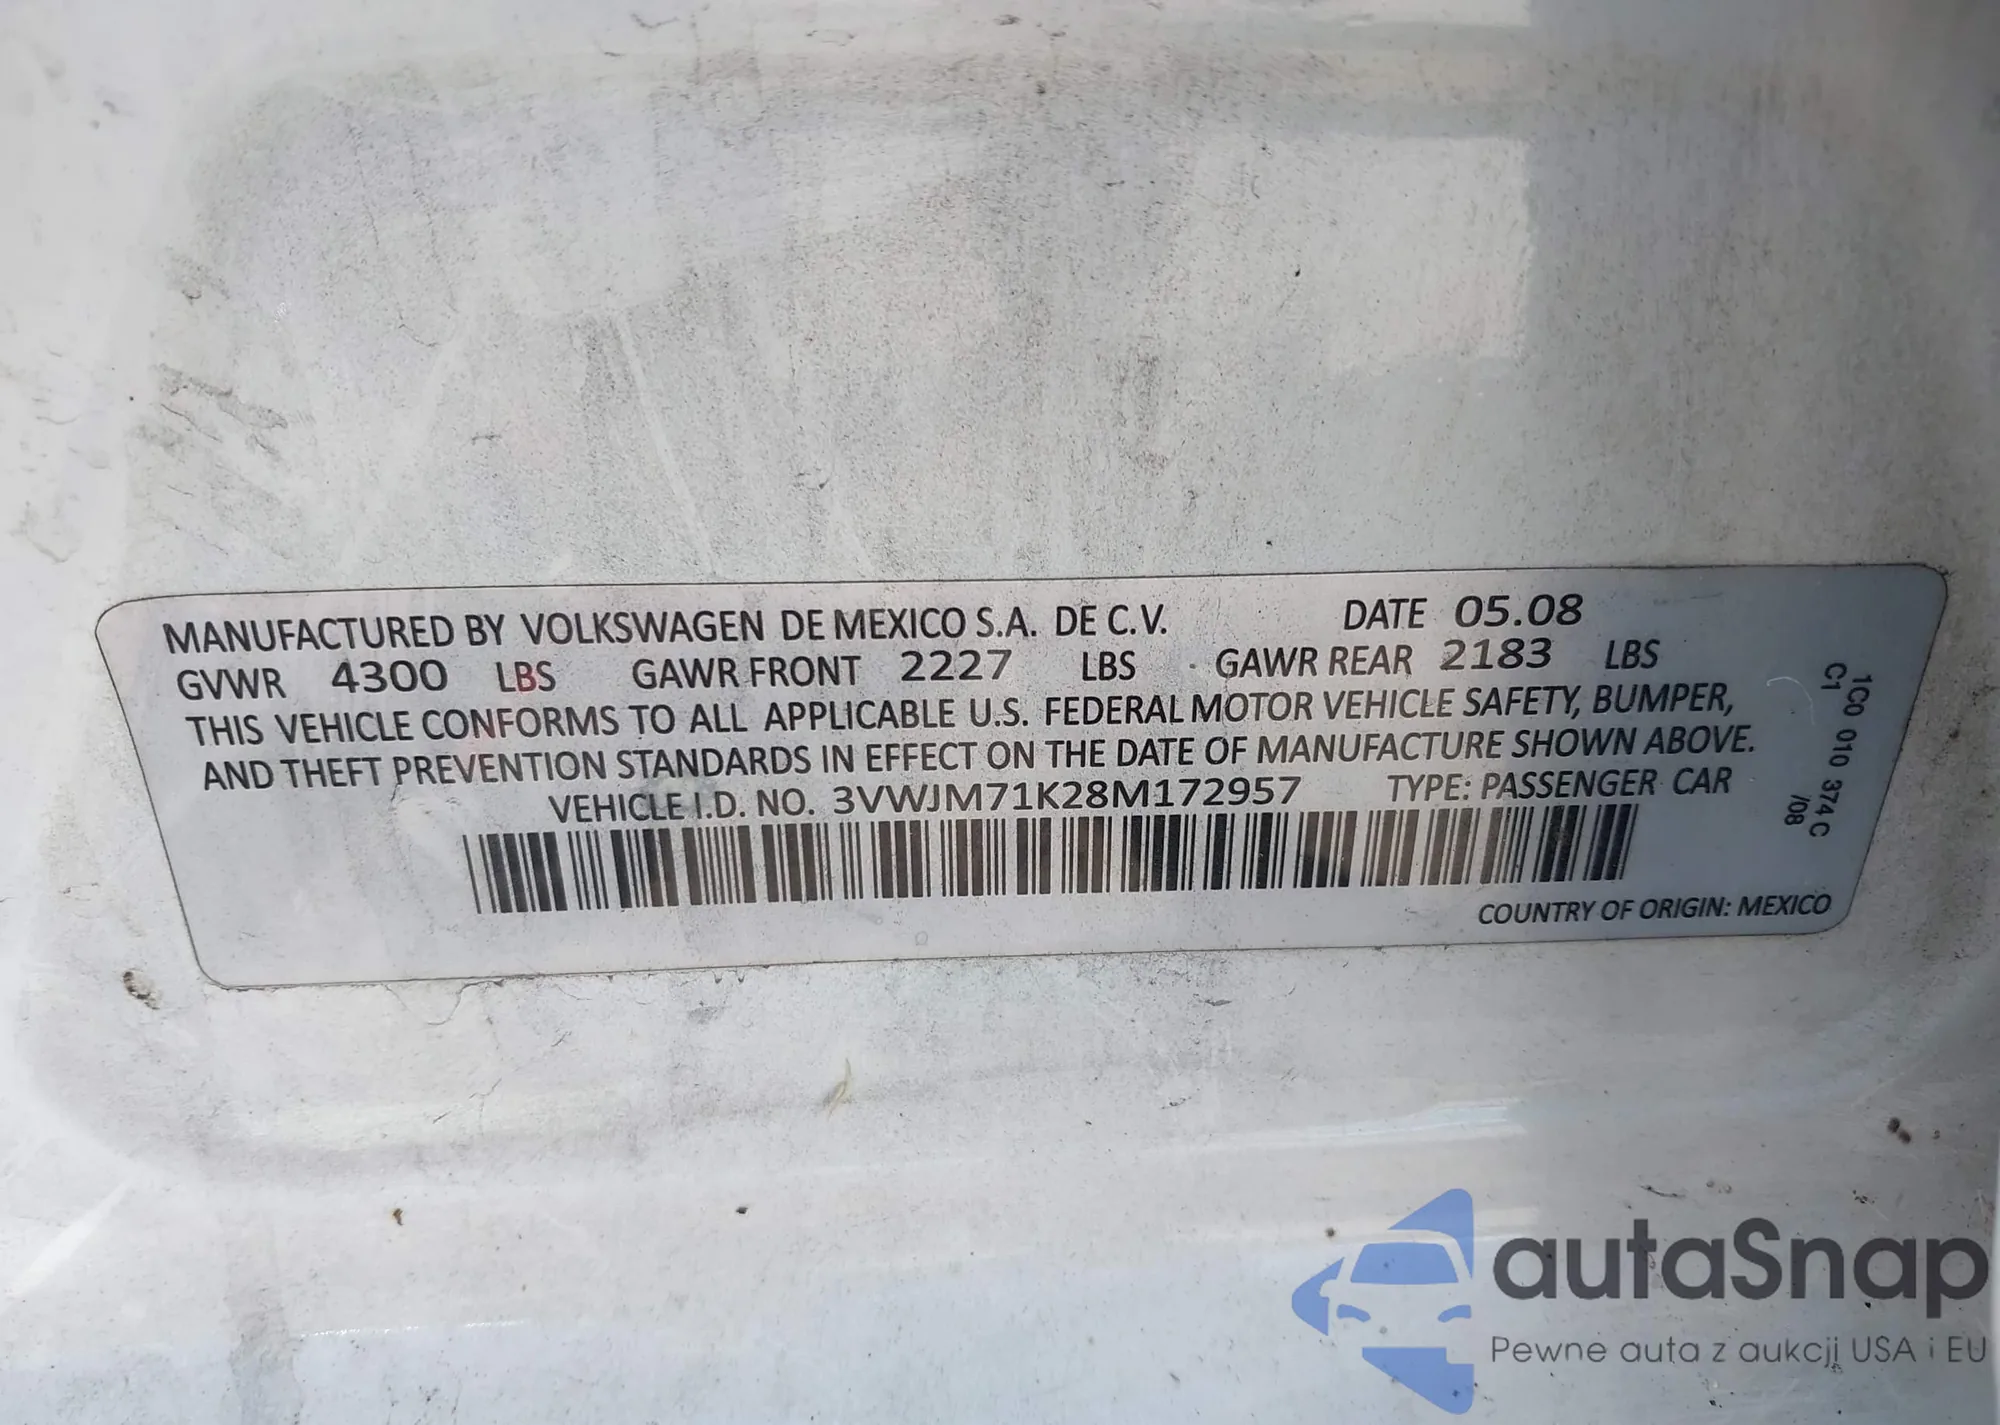 MANUFACTURED BY VOLKSWAGEN DE MEXICO S.A. DE C.V. DATE 05.08
GVWR 4300 LBS GAWR FRONT 2227 LBS GAWR REAR 2183 LBS
THIS VEHICLE CONFORMS TO ALL APPLICABLE U.S. FEDERAL MOTOR VEHICLE SAFETY, BUMPER,
AND THEFT PREVENTION STANDARDS IN EFFECT ON THE DATE OF MANUFACTURE SHOWN ABOVE.
VEHICLE I.D. NO. 3VWJM71K28M172957 TYPE: PASSENGER CAR
COUNTRY OF ORIGIN: MEXICO
1C0 010 374 C
C1 /08
autaSnap
Pewne auta z aukcji USA i EU